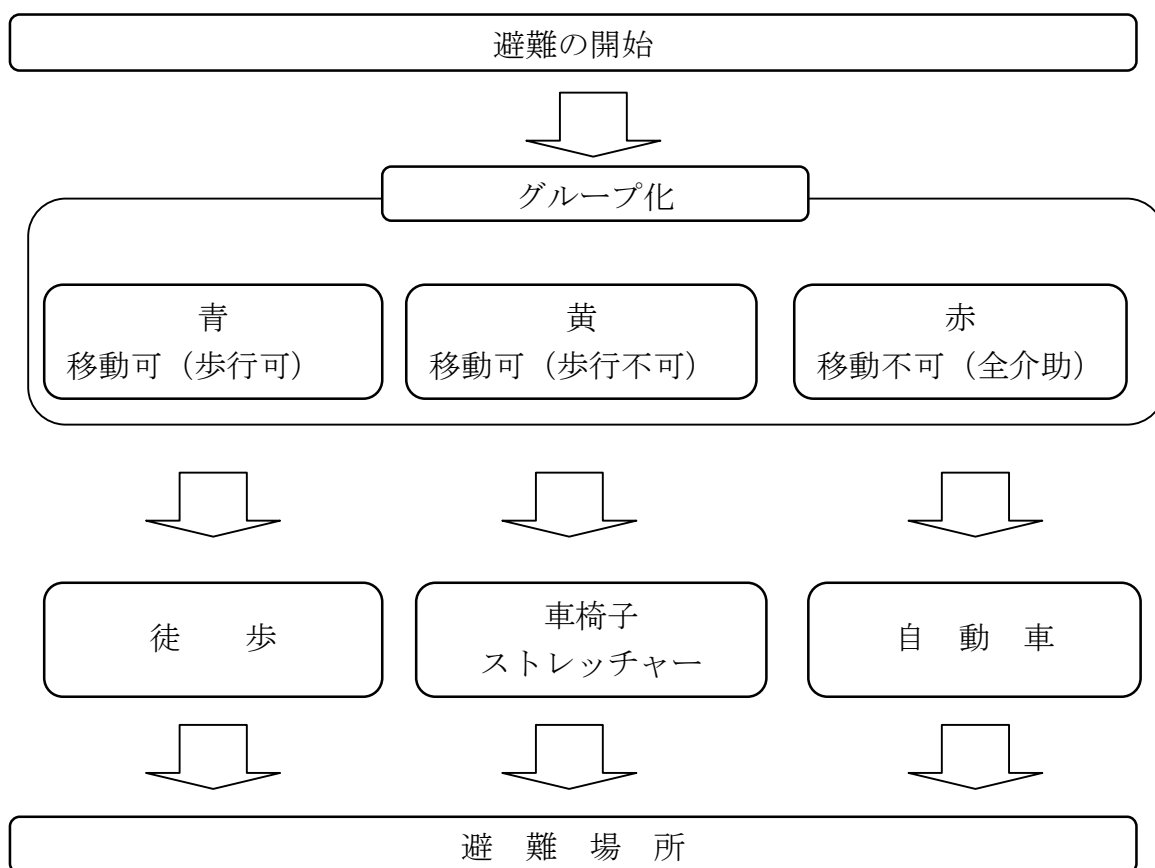 避難の開始
グループ化
青
移動可（歩行可）
黄
移動可（歩行不可）
赤
移動不可（全介助）
徒　歩
車椅子
ストレッチャー
自　動　車
避　難　場　所